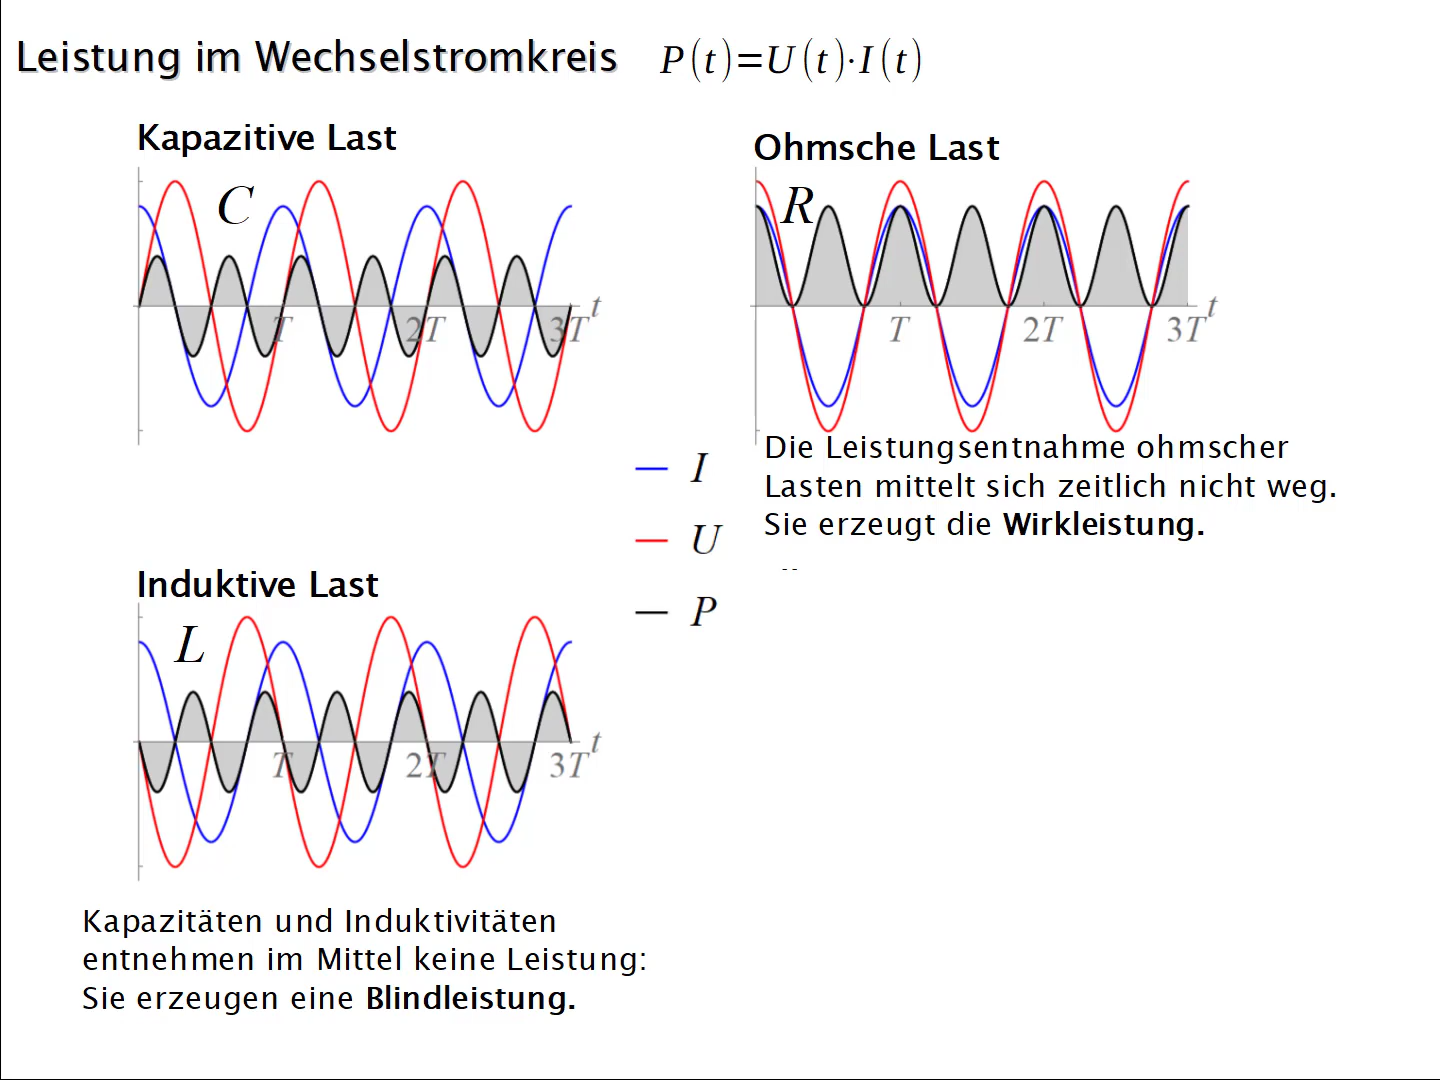 Leistung im Wechselstromkreis P(t)=U(t)·I(t)
Kapazitive Last
C
T 2T 3T t
Ohmsche Last
R
T 2T 3T t
I
U
P
Die Leistungsentnahme ohmscher
Lasten mittelt sich zeitlich nicht weg.
Sie erzeugt die Wirkleistung.
Induktive Last
L
T 2T 3T t
Kapazitäten und Induktivitäten
entnehmen im Mittel keine Leistung:
Sie erzeugen eine Blindleistung.